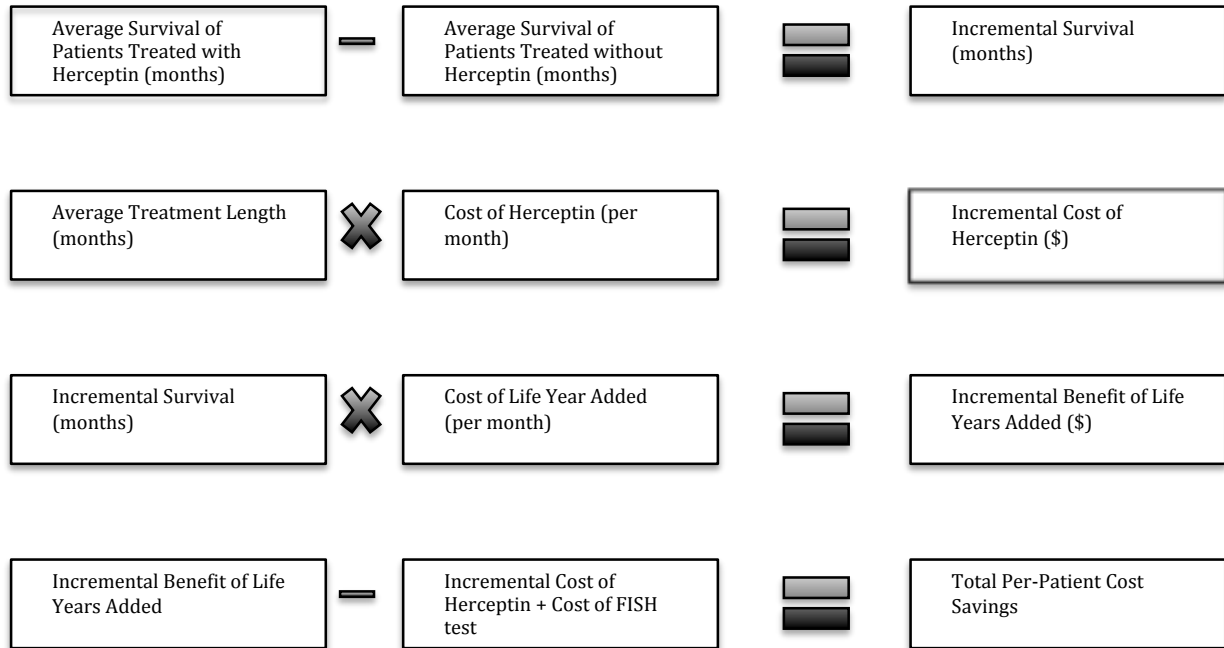 Average Survival of
Patients Treated with
Herceptin (months)
Average Survival of
Patients Treated without
Herceptin (months)
Incremental Survival
(months)
Average Treatment Length
(months)
Cost of Herceptin (per
month)
Incremental Cost of
Herceptin ($)
Incremental Survival
(months)
Cost of Life Year Added
(per month)
Incremental Benefit of Life
Years Added ($)
Incremental Benefit of Life
Years Added
Incremental Cost of
Herceptin + Cost of FISH
test
Total Per-Patient Cost
Savings